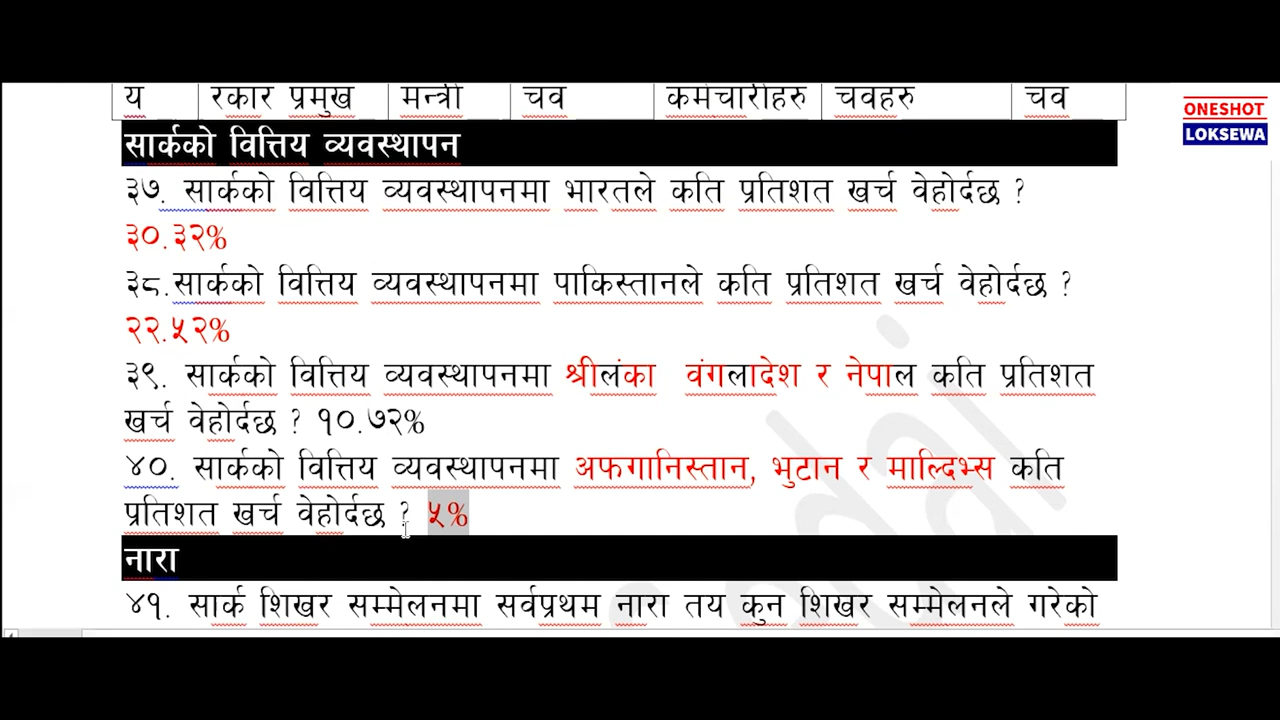 य रकार प्रमुख मन्त्री चव कर्मचारीहरु चवहरु चव
ONESHOT
LOKSEWA
सार्कको वित्तिय व्यवस्थापन
३७. सार्कको वित्तिय व्यवस्थापनमा भारतले कति प्रतिशत खर्च वेहोर्दछ ?
३०.३२%
३८.सार्कको वित्तिय व्यवस्थापनमा पाकिस्तानले कति प्रतिशत खर्च वेहोर्दछ ?
२२.५२%
३९. सार्कको वित्तिय व्यवस्थापनमा श्रीलंका वंगलादेश र नेपाल कति प्रतिशत
खर्च वेहोर्दछ ? १०.७२%
४०. सार्कको वित्तिय व्यवस्थापनमा अफगानिस्तान, भुटान र माल्दिभ्स कति
प्रतिशत खर्च वेहोर्दछ ? ५%
नारा
४१. सार्क शिखर सम्मेलनमा सर्वप्रथम नारा तय कुन शिखर सम्मेलनले गरेको